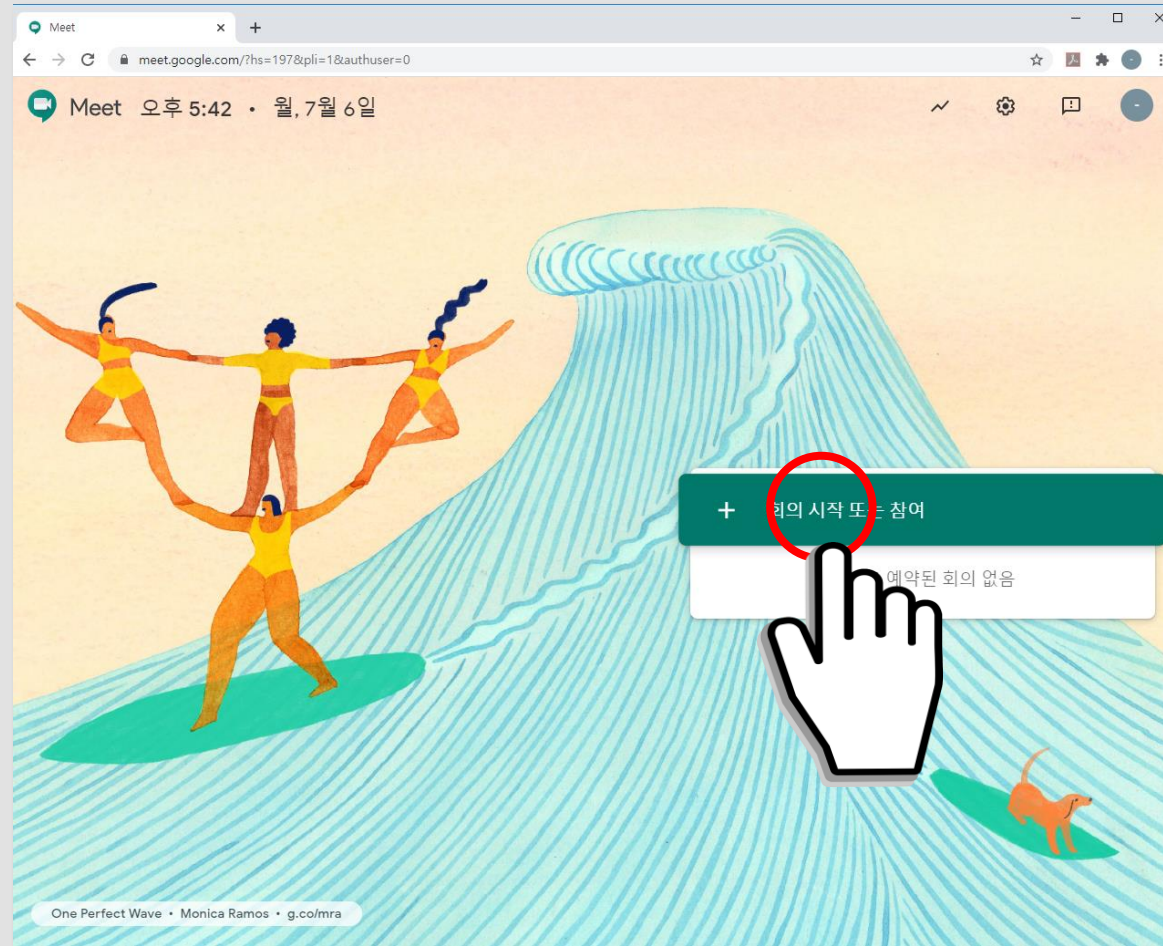 Meet
meet.google.com/?hs=197&pli=1&authuser=0
Meet 오후 5:42 • 월, 7월 6일
+ 회의 시작 또는 참여
예약된 회의 없음
One Perfect Wave • Monica Ramos • g.co/mra